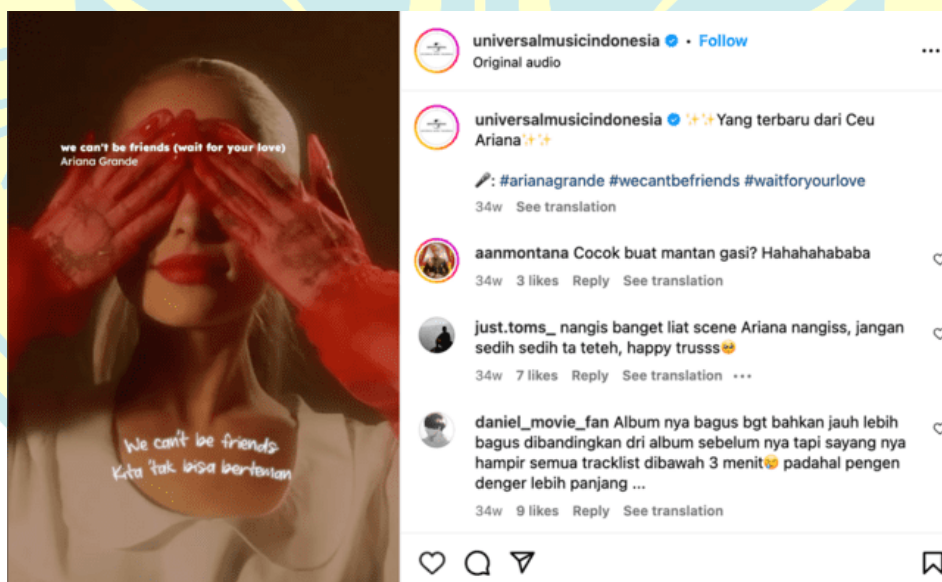 we can't be friends (wait for your love)
Ariana Grande
We can't be friends
Kita tak bisa berteman
universalmusicindonesia • Follow
Original audio
universalmusicindonesia ✨✨Yang terbaru dari Ceu
Ariana✨✨
🎤: #arianagrande #wecantbefriends #waitforyourlove
34w See translation
aanmontana Cocok buat mantan gasi? Hahahahababa
34w 3 likes Reply See translation
just.toms_ nangis banget liat scene Ariana nangiss, jangan
sedih sedih ta teteh, happy trusss🥹
34w 7 likes Reply See translation •••
daniel_movie_fan Album nya bagus bgt bahkan jauh lebih
bagus dibandingkan dri album sebelum nya tapi sayang nya
hampir semua tracklist dibawah 3 menit😢 padahal pengen
denger lebih panjang ...
34w 9 likes Reply See translation